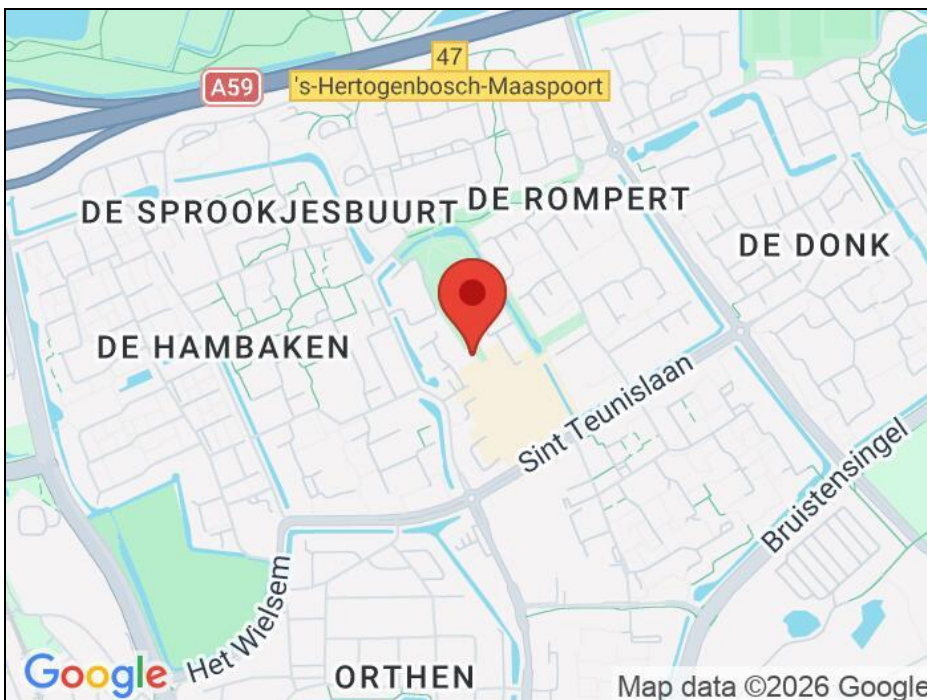 47
A59
's-Hertogenbosch-Maaspoort
DE SPROOKJESBUURT
DE ROMPERT
DE DONK
DE HAMBAKEN
Sint Teunislaan
Bruistensingel
Het Wielsem
ORTHEN
Google
Map data ©2026 Google